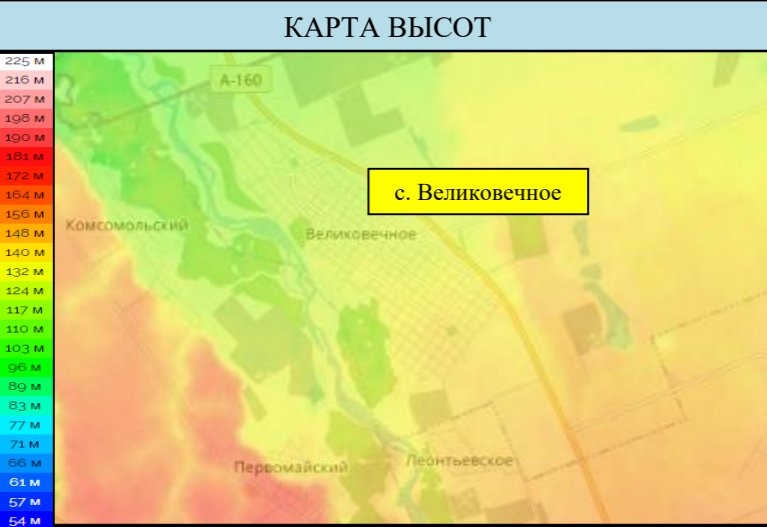 КАРТА ВЫСОТ
225 м
216 м
207 м
198 м
190 м
181 м
172 м
164 м
156 м
148 м
140 м
132 м
124 м
117 м
110 м
103 м
96 м
89 м
83 м
77 м
71 м
66 м
61 м
57 м
54 м
А-160
с. Великовечное
Комсомольский
Великовечное
Первомайский
Леонтьевское